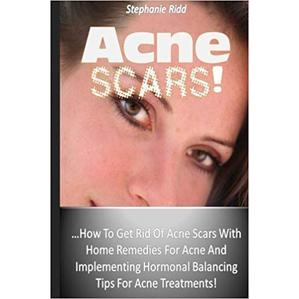 Stephanie Ridd
Acne
SCARS!
...How To Get Rid Of Acne Scars With
Home Remedies For Acne And
Implementing Hormonal Balancing
Tips For Acne Treatments!